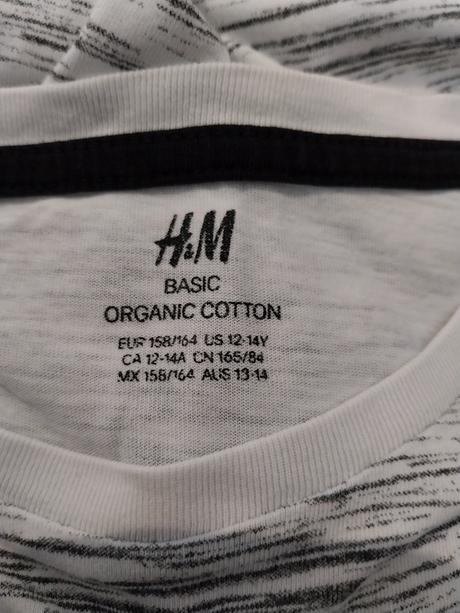 H&M
BASIC
ORGANIC COTTON
EUR 158/164 US 12-14Y
CA 12-14A CN 165/84
MX 158/164 AUS 13-14